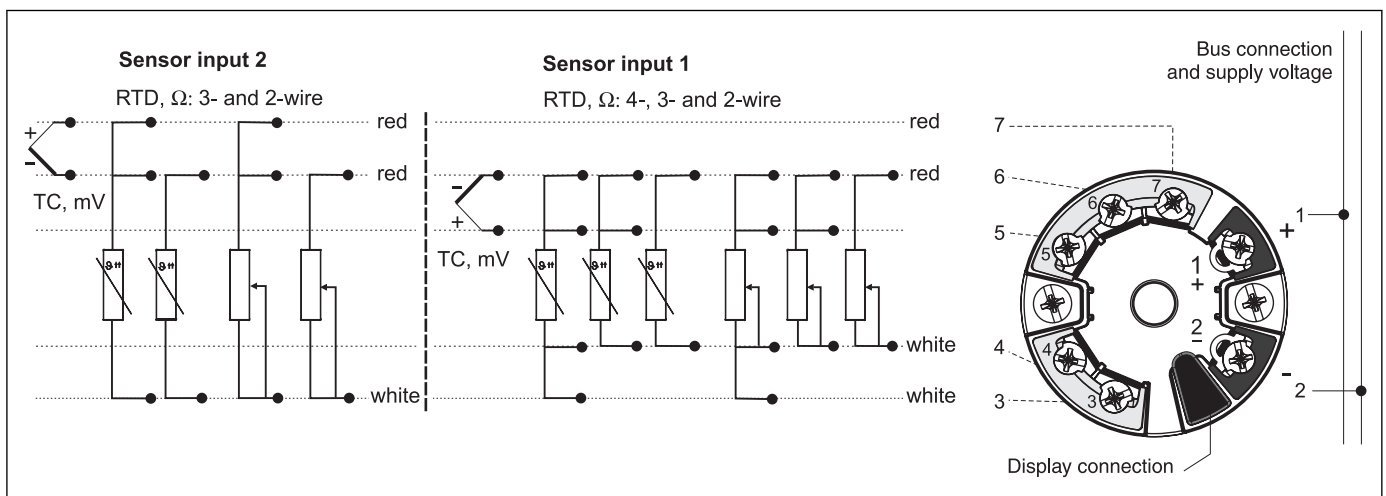 Sensor input 2
RTD, Ω: 3- and 2-wire
red
red
+
-
TC, mV
ϑ
ϑ
white
white
Sensor input 1
RTD, Ω: 4-, 3- and 2-wire
red
red
-
+
TC, mV
ϑ
ϑ
ϑ
white
white
Bus connection
and supply voltage
7
6
5
4
3
7
6
5
4
3
1
+
2
-
+
1
-
2
Display connection